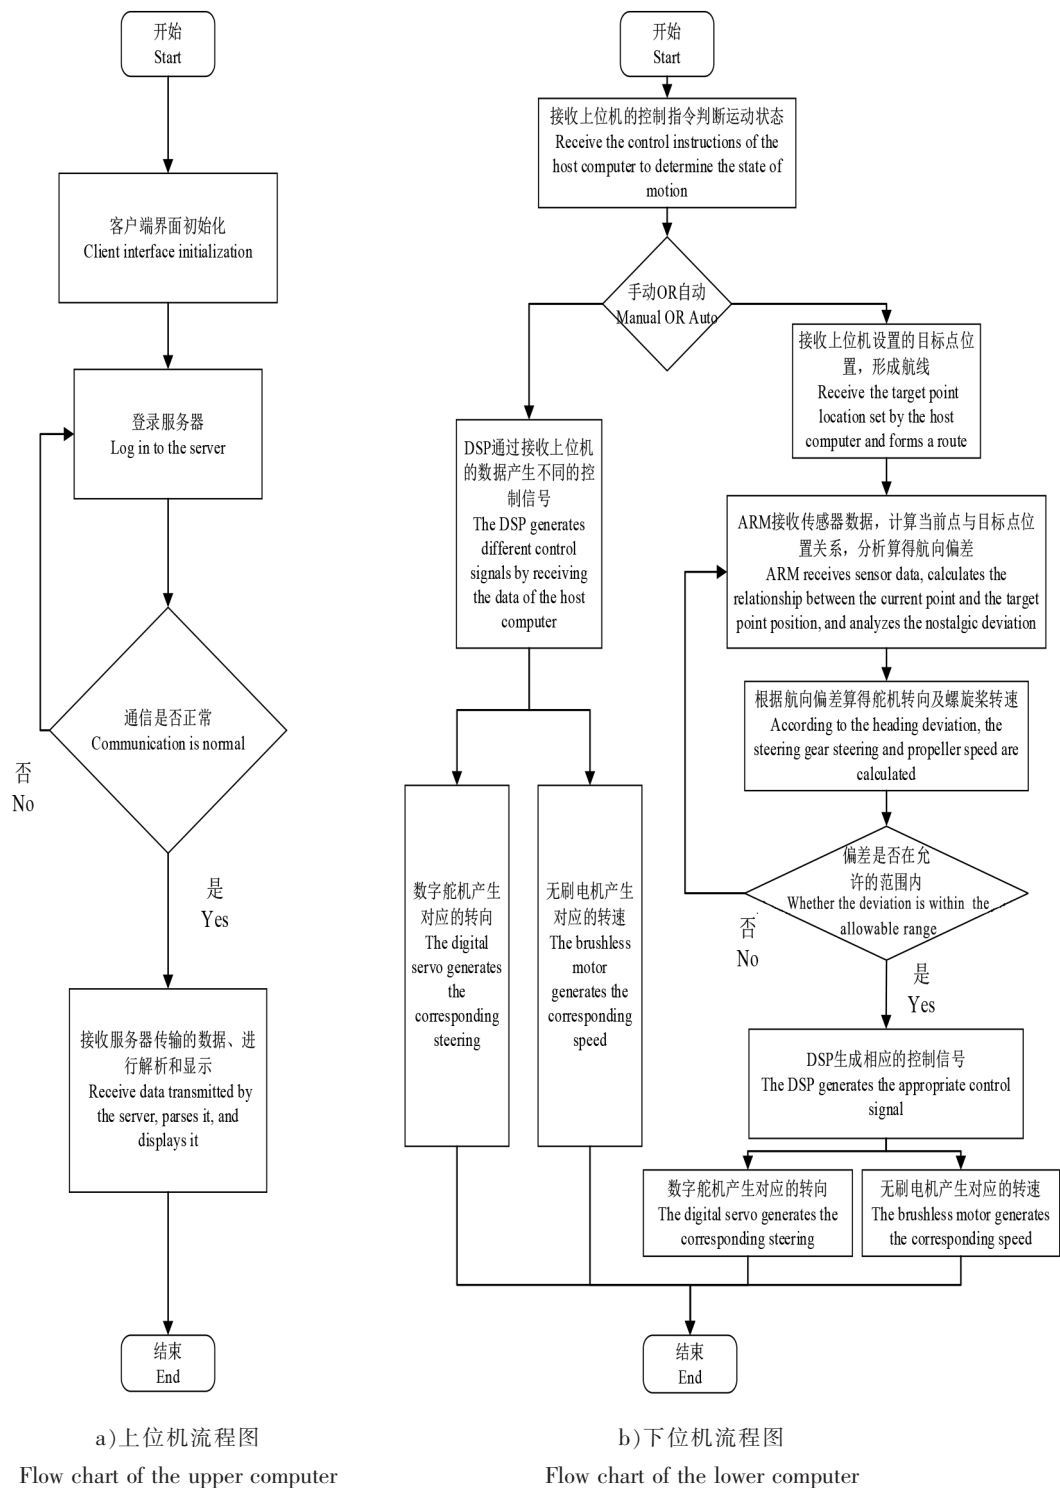 开始
Start
客户端界面初始化
Client interface initialization
登录服务器
Log in to the server
通信是否正常
Communication is normal
否
No
是
Yes
接收服务器传输的数据、进
行解析和显示
Receive data transmitted by
the server, parses it, and
displays it
结束
End
a)上位机流程图
Flow chart of the upper computer
开始
Start
接收上位机的控制指令判断运动状态
Receive the control instructions of the
host computer to determine the state of
motion
手动OR自动
Manual OR Auto
DSP通过接收上位机
的数据产生不同的控
制信号
The DSP generates
different control
signals by receiving
the data of the host
computer
数字舵机产生
对应的转向
The digital
servo generates
the
corresponding
steering
无刷电机产生
对应的转速
The brushless
motor
generates the
corresponding
speed
接收上位机设置的目标点位
置，形成航线
Receive the target point
location set by the host
computer and forms a route
ARM接收传感器数据，计算当前点与目标点位
置关系，分析算得航向偏差
ARM receives sensor data, calculates the
relationship between the current point and the target
point position, and analyzes the nostalgic deviation
根据航向偏差算得舵机转向及螺旋桨转速
According to the heading deviation, the
steering gear steering and propeller speed are
calculated
偏差是否在允
许的范围内
Whether the deviation is within the
allowable range
否
No
是
Yes
DSP生成相应的控制信号
The DSP generates the appropriate control
signal
数字舵机产生对应的转向
The digital servo generates the
corresponding steering
无刷电机产生对应的转速
The brushless motor generates
the corresponding speed
结束
End
b)下位机流程图
Flow chart of the lower computer